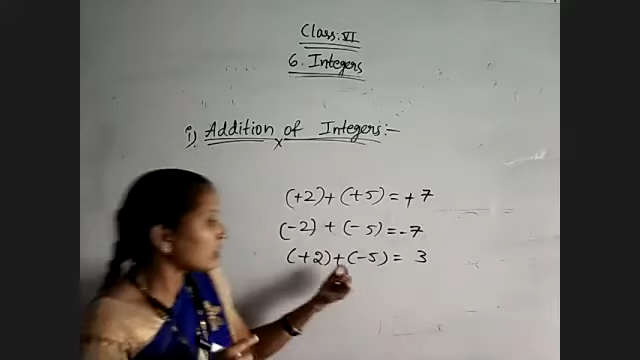 Class:VI
6. Integers
i) Addition of Integers:-
(+2)+(+5)=+7
(-2)+(-5)=-7
(+2)+(-5)= 3